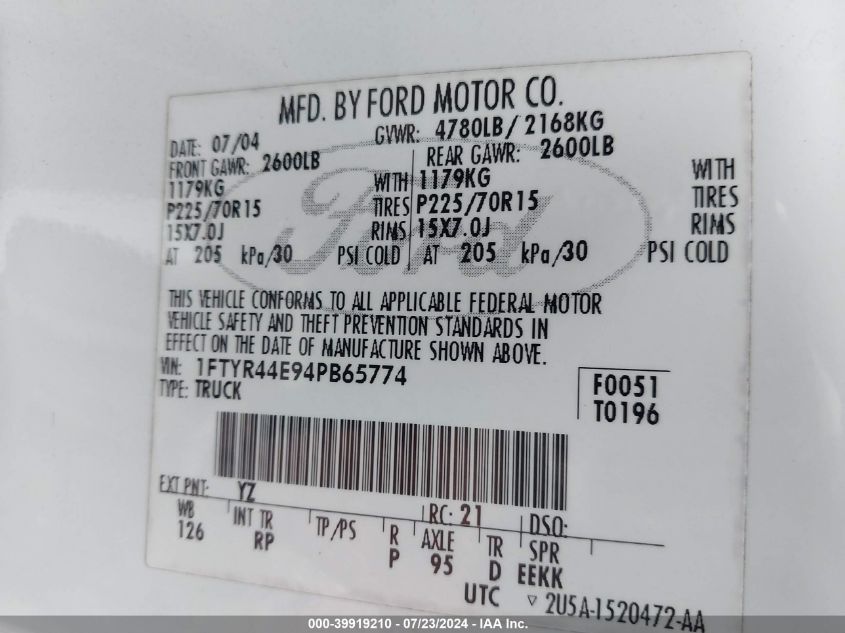 MFD. BY FORD MOTOR CO.
DATE: 07/04 GVWR: 4780LB/ 2168KG
FRONT GAWR: 2600LB REAR GAWR: 2600LB
1179KG WITH 1179KG WITH
P225/70R15 TIRES P225/70R15 TIRES
15X7.0J RIMS 15X7.0J RIMS
AT 205 kPa/30 PSI COLD AT 205 kPa/30 PSI COLD
Ford
THIS VEHICLE CONFORMS TO ALL APPLICABLE FEDERAL MOTOR
VEHICLE SAFETY AND THEFT PREVENTION STANDARDS IN
EFFECT ON THE DATE OF MANUFACTURE SHOWN ABOVE.
VIN: 1FTYR44E94PB65774
TYPE: TRUCK
F0051
T0196
EXT PNT: YZ RC: 21 DSO:
WB INT TR TP/PS R AXLE TR SPR
126 RP P 95 D EEKK
UTC ▿ 2U5A-1520472-AA
000-39919210 - 07/23/2024 - IAA Inc.